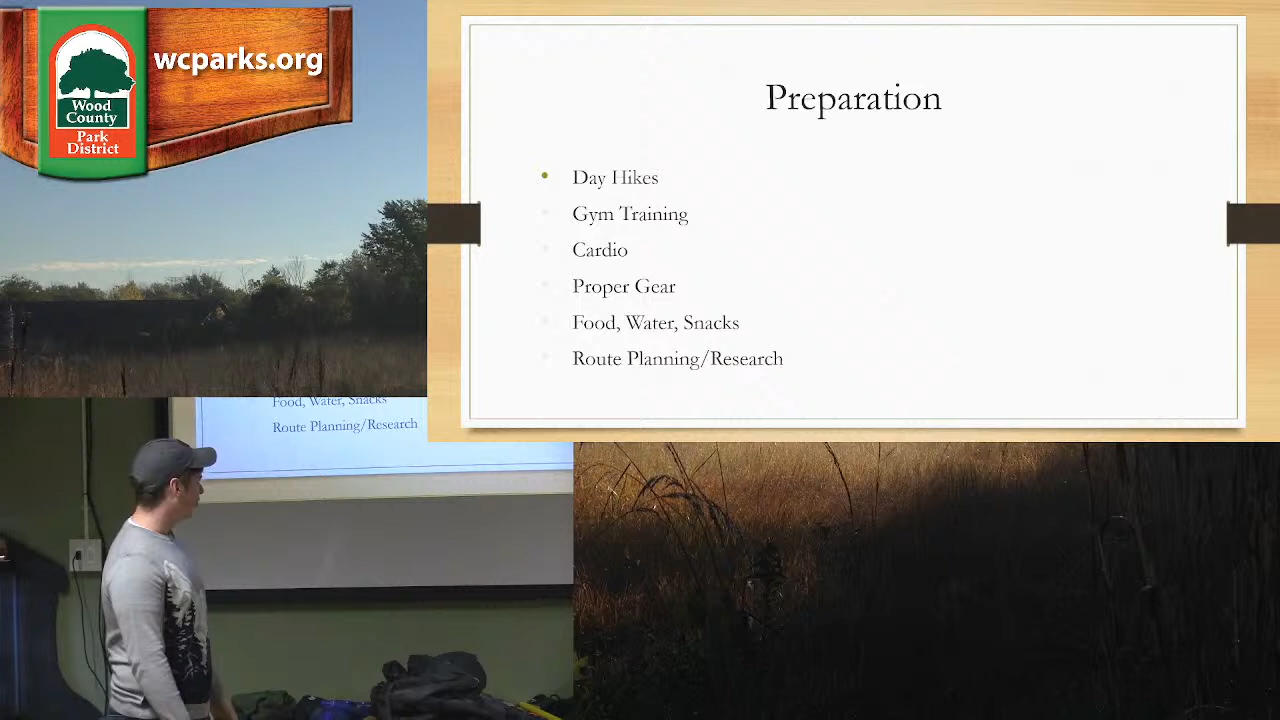 wcparks.org
Wood
County
Park
District
Preparation
Day Hikes
Gym Training
Cardio
Proper Gear
Food, Water, Snacks
Route Planning/Research
Food, Water, Snacks
Route Planning/Research